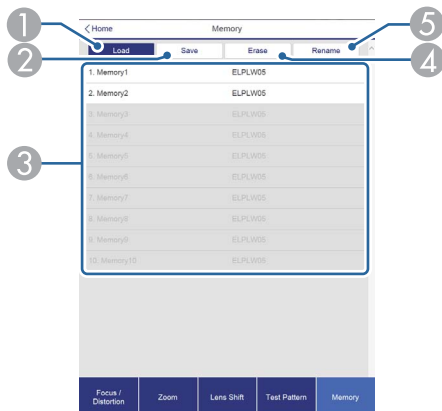 1
2
3
4
5
< Home Memory
Load Save Erase Rename
1. Memory1 ELPLW05
2. Memory2 ELPLW05
3. Memory3 ELPLW05
4. Memory4 ELPLW05
5. Memory5 ELPLW05
6. Memory6 ELPLW05
7. Memory7 ELPLW05
8. Memory8 ELPLW05
9. Memory9 ELPLW05
10. Memory10 ELPLW05
Focus /
Distortion Zoom Lens Shift Test Pattern Memory